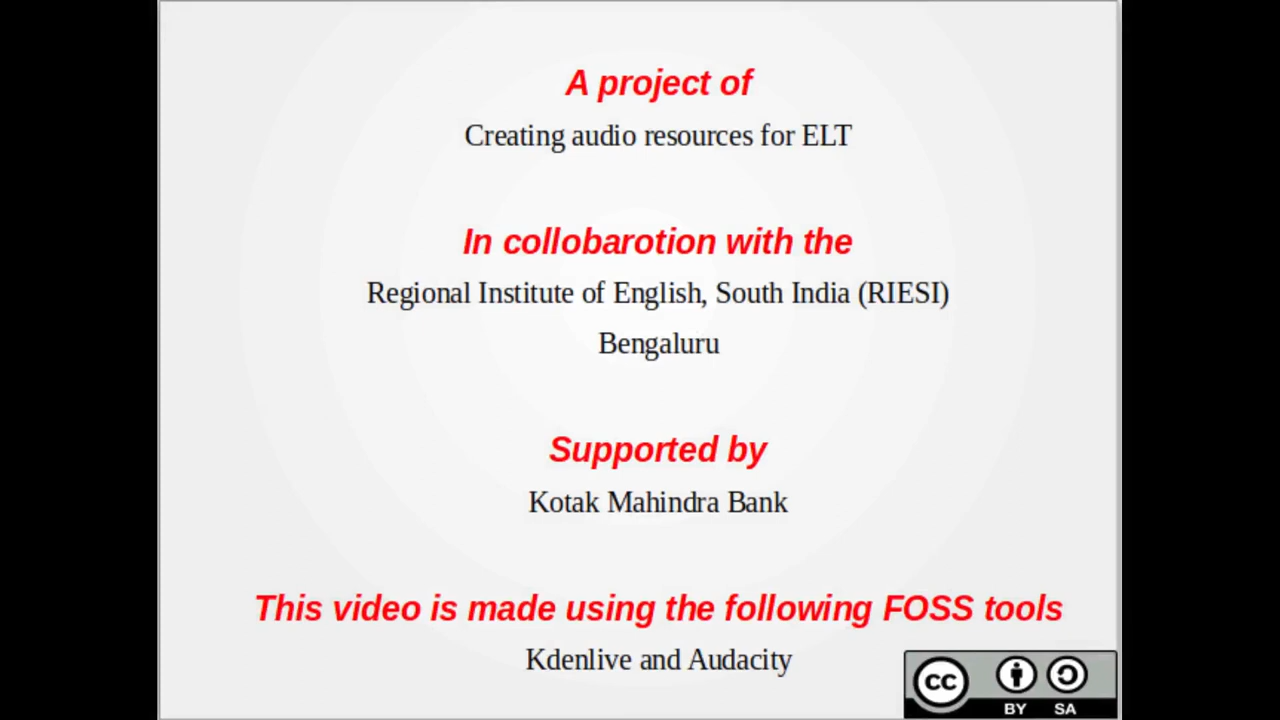 A project of
Creating audio resources for ELT
In collobarotion with the
Regional Institute of English, South India (RIESI)
Bengaluru
Supported by
Kotak Mahindra Bank
This video is made using the following FOSS tools
Kdenlive and Audacity
cc
BY SA